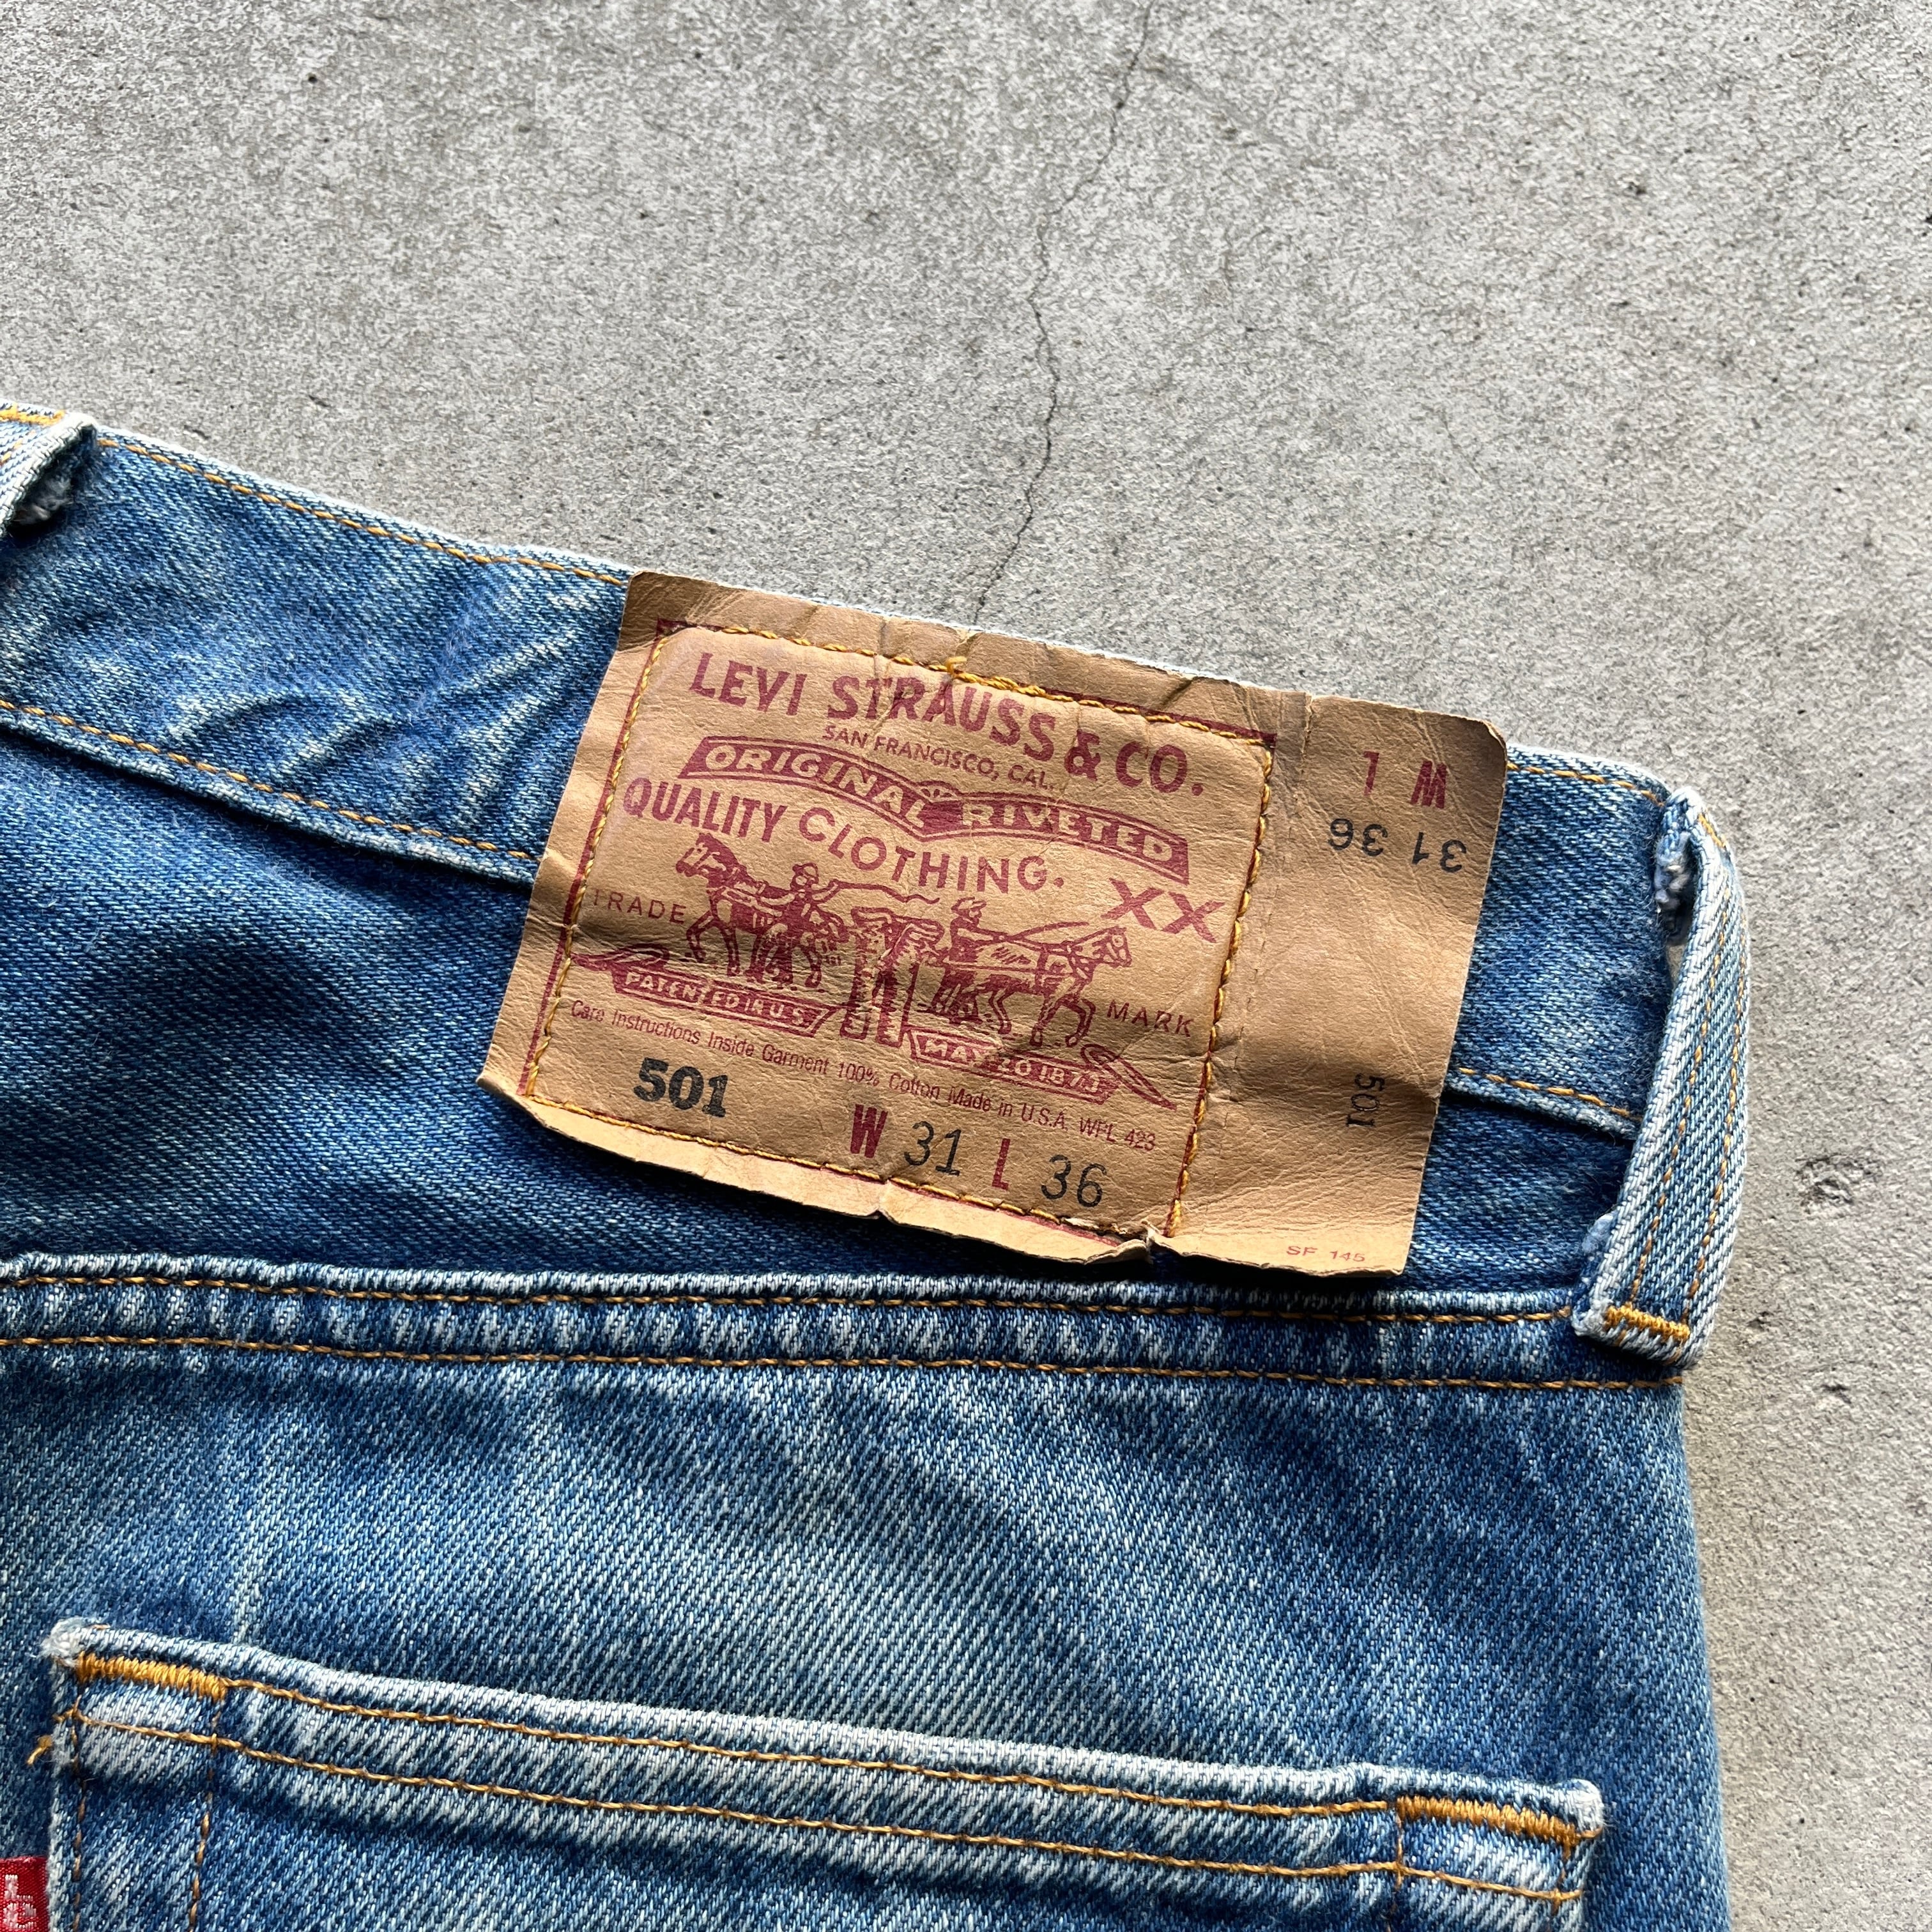 LEVI STRAUSS & CO.
SAN FRANCISCO, CAL.
ORIGINAL RIVETED
QUALITY CLOTHING.
XX
TRADE MARK
PATENTED IN U.S.
MAY 20 1873
Care Instructions Inside Garment 100% Cotton Made in U.S.A. WPL 423
501
W 31 L 36
W L
31 36
501
SF 145